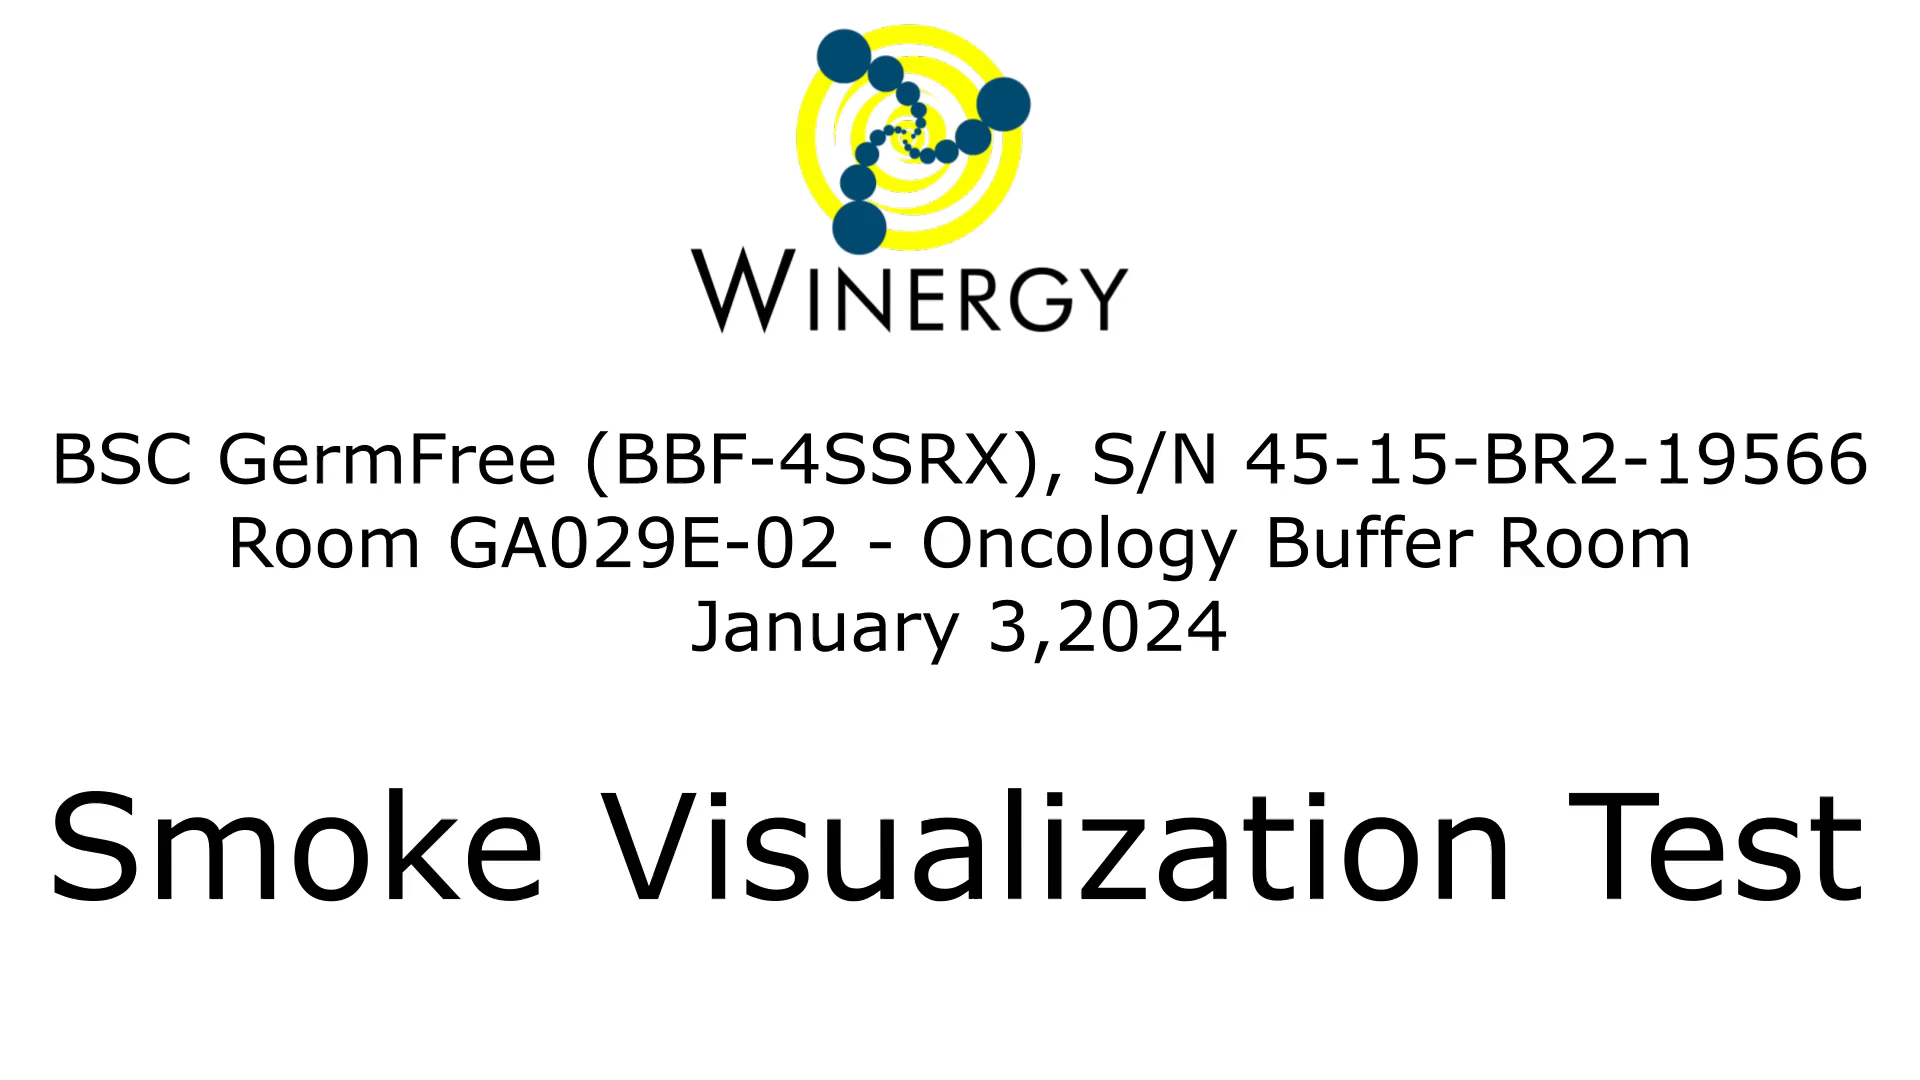 WINERGY
BSC GermFree (BBF-4SSRX), S/N 45-15-BR2-19566
Room GA029E-02 - Oncology Buffer Room
January 3,2024
Smoke Visualization Test